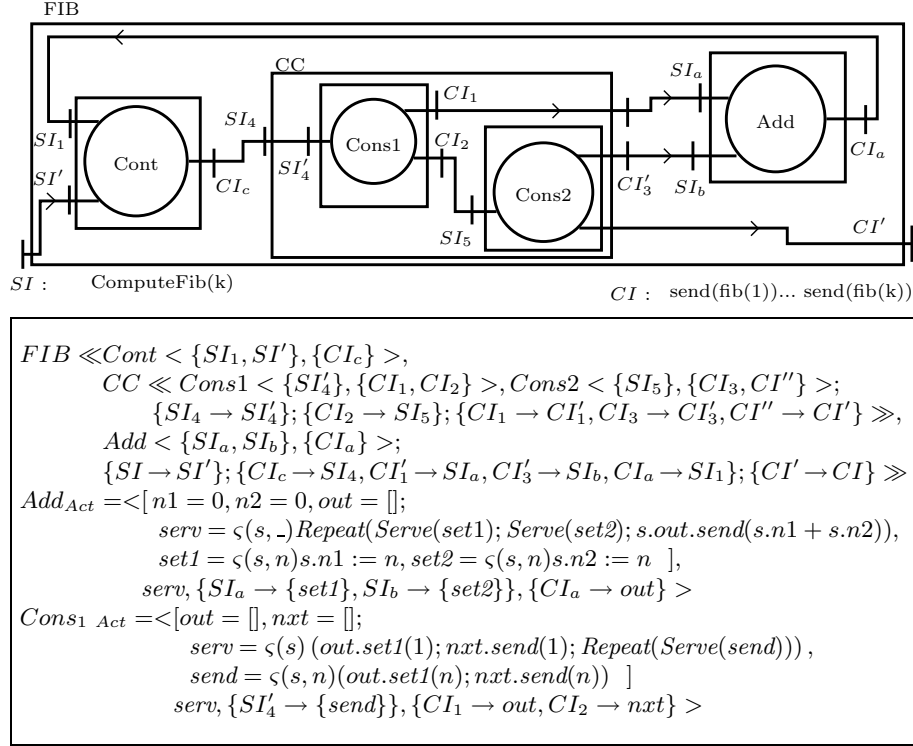 FIB
CC
SI_a
CI_1
SI_4
SI_1
Cont
SI'_4
Cons1
CI_2
Add
CI_a
SI'
CI_c
Cons2
CI'_3
SI_b
SI_5
CI'
SI :
ComputeFib(k)
CI :
send(fib(1))... send(fib(k))
FIB ≪Cont < {SI_1, SI'}, {CI_c} >,
CC ≪ Cons1 < {SI'_4}, {CI_1, CI_2} >, Cons2 < {SI_5}, {CI_3, CI''} >;
{SI_4 → SI'_4}; {CI_2 → SI_5}; {CI_1 → CI'_1, CI_3 → CI'_3, CI'' → CI'} ≫,
Add < {SI_a, SI_b}, {CI_a} >;
{SI → SI'}; {CI_c → SI_4, CI'_1 → SI_a, CI'_3 → SI_b, CI_a → SI_1}; {CI' → CI} ≫
Add_Act =<[ n1 = 0, n2 = 0, out = [];
serv = ς(s, _)Repeat(Serve(set1); Serve(set2); s.out.send(s.n1 + s.n2)),
set1 = ς(s, n)s.n1 := n, set2 = ς(s, n)s.n2 := n ],
serv, {SI_a → {set1}, SI_b → {set2}}, {CI_a → out} >
Cons_1 Act =<[out = [], nxt = [];
serv = ς(s) (out.set1(1); nxt.send(1); Repeat(Serve(send))) ,
send = ς(s, n)(out.set1(n); nxt.send(n)) ]
serv, {SI'_4 → {send}}, {CI_1 → out, CI_2 → nxt} >